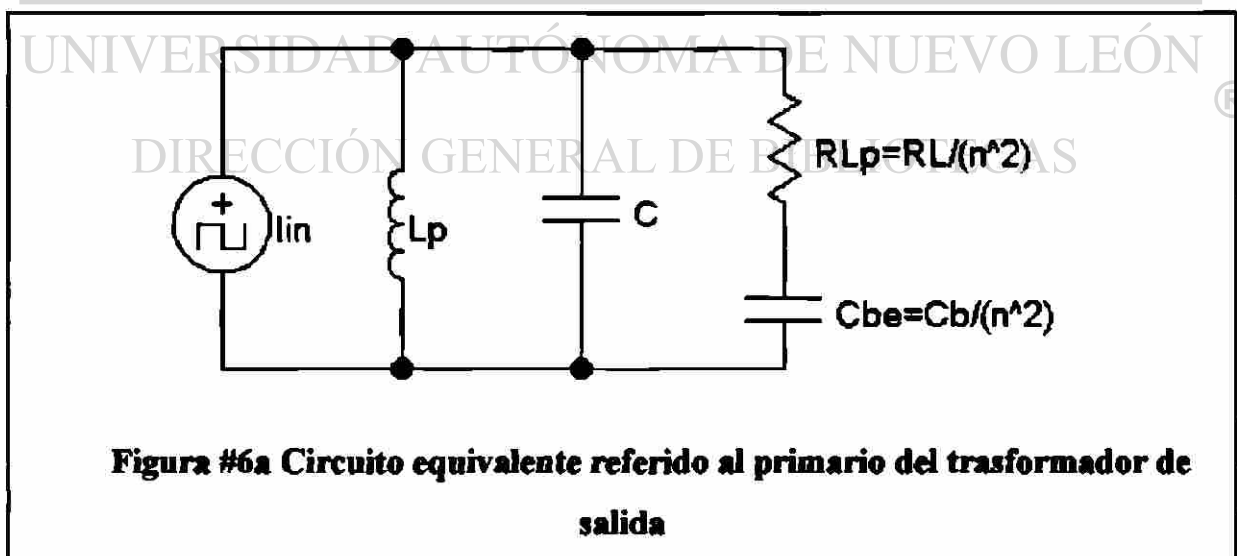 UNIVERSIDAD AUTÓNOMA DE NUEVO LEÓN
®
DIRECCIÓN GENERAL DE BIBLIOTECAS
RLp=RL/(n^2)
+
Iin
Lp
C
Cbe=Cb/(n^2)
Figura #6a Circuito equivalente referido al primario del trasformador de
salida